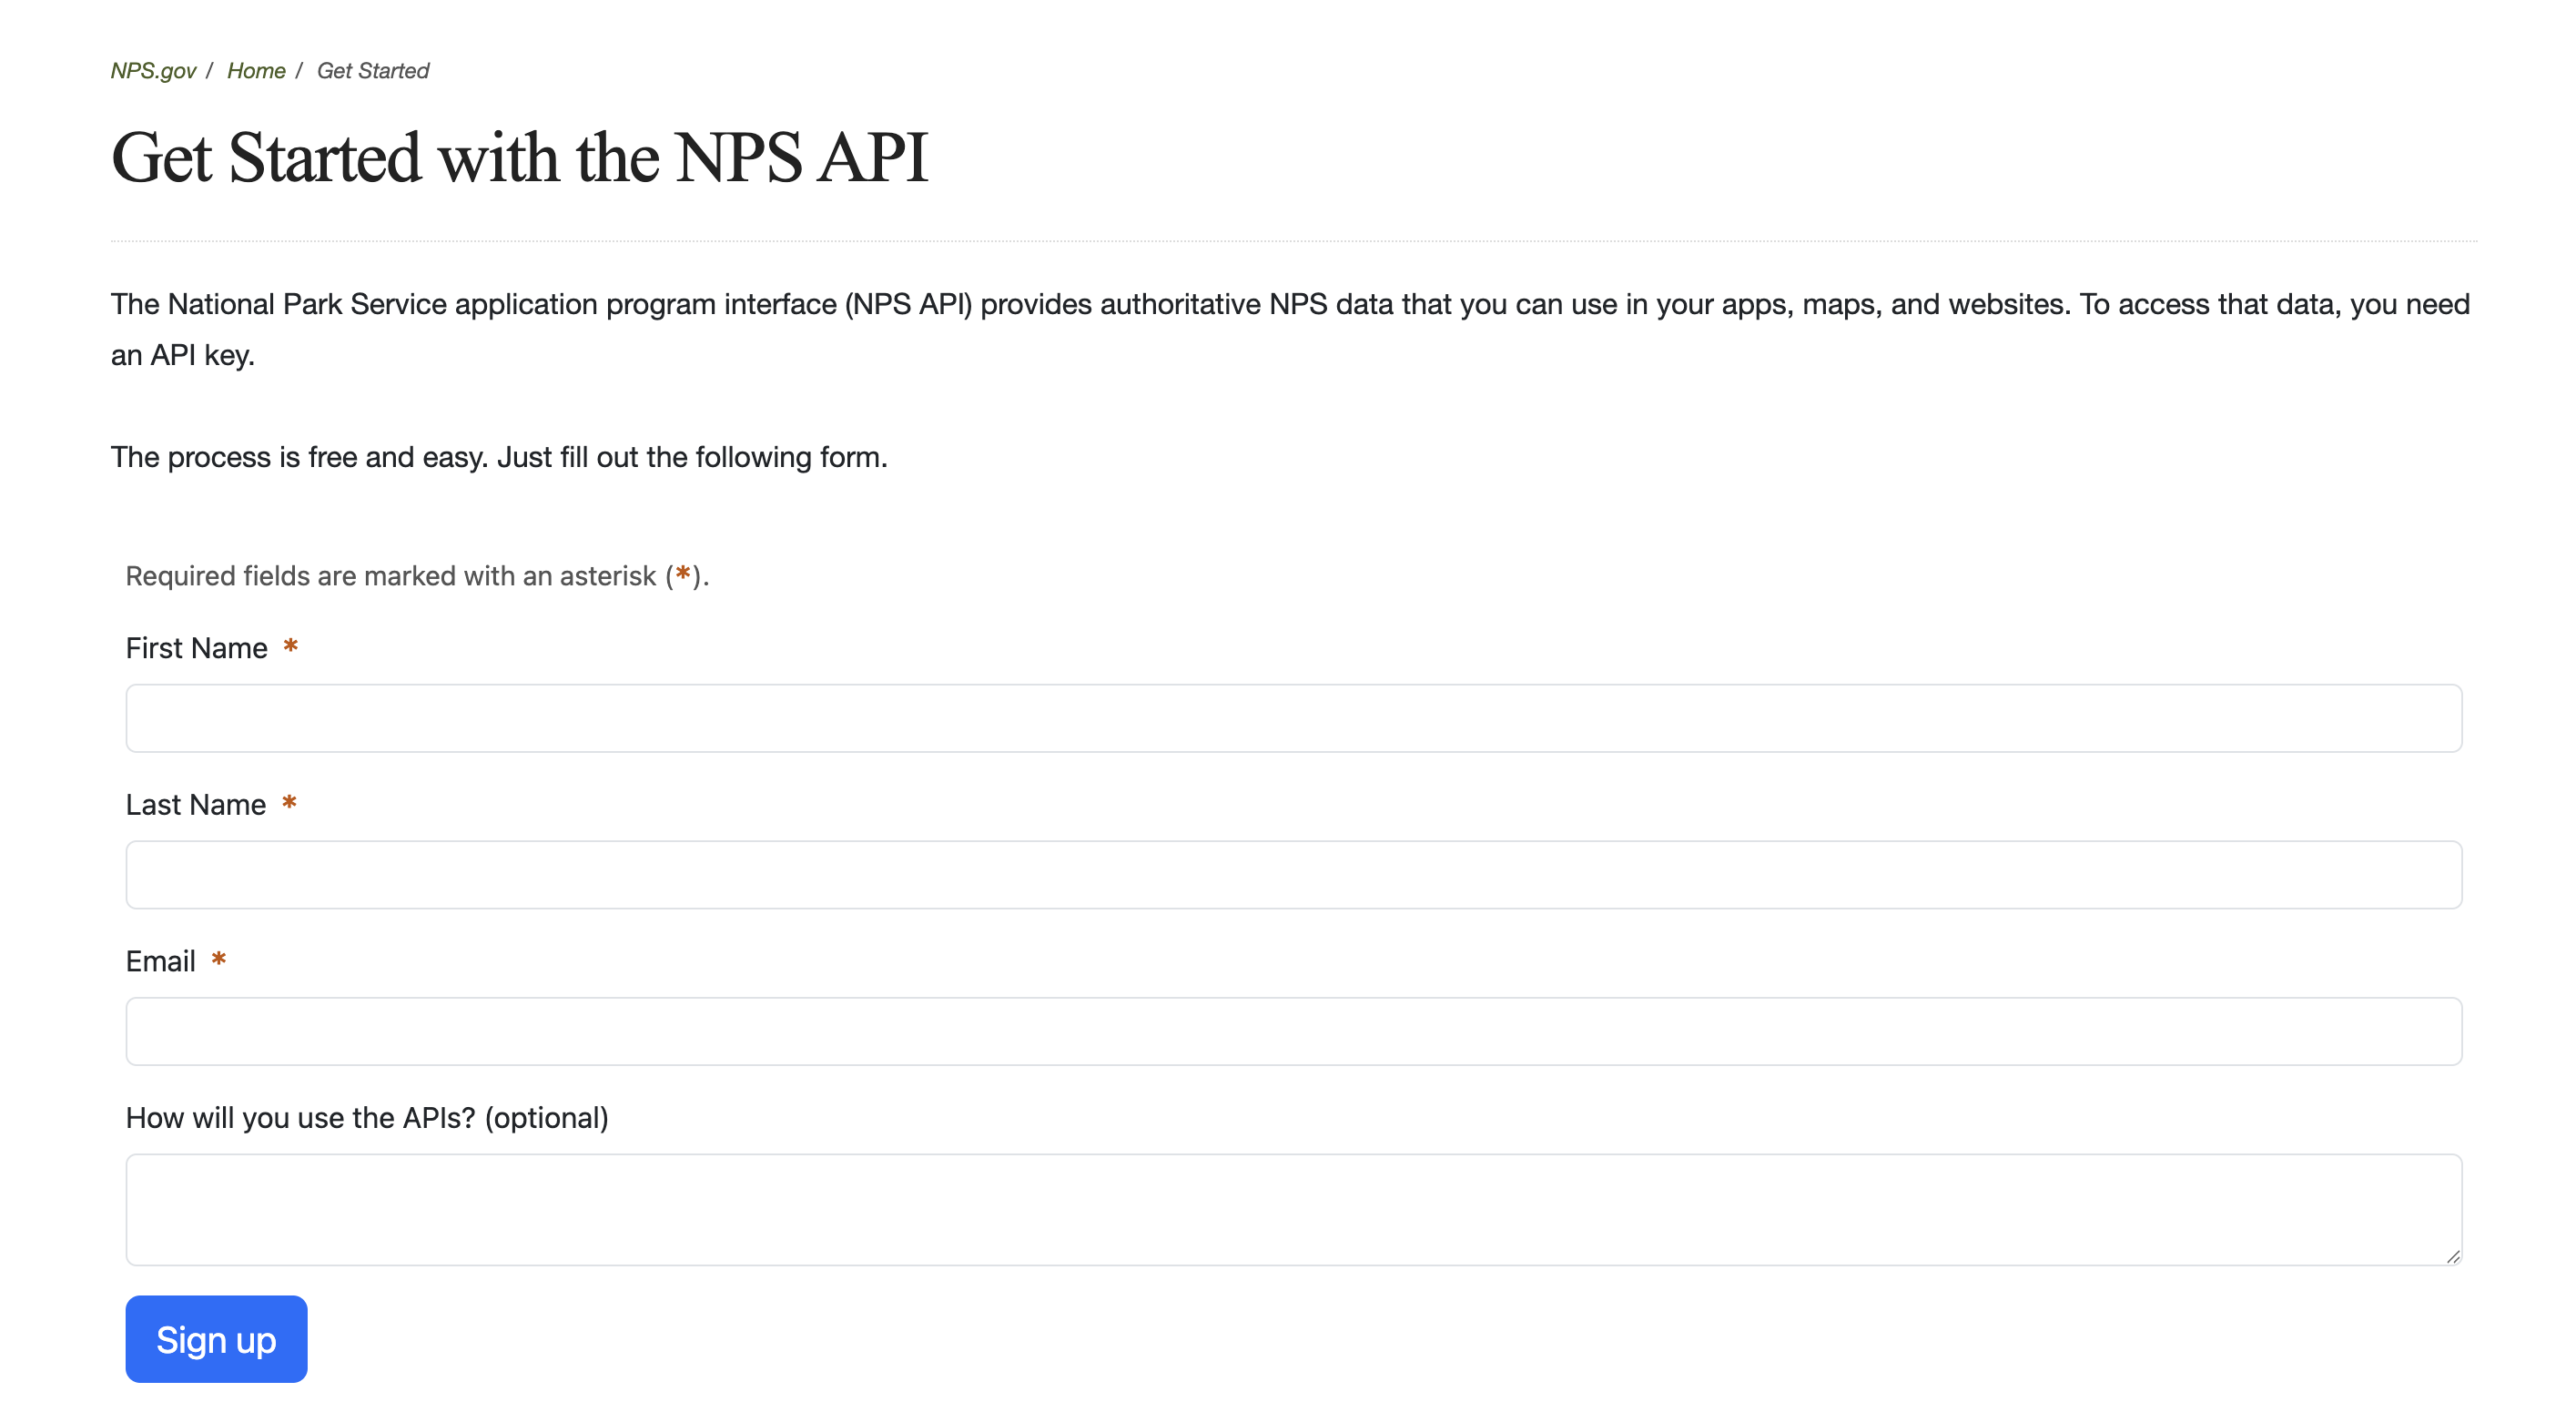 NPS.gov / Home / Get Started
Get Started with the NPS API
The National Park Service application program interface (NPS API) provides authoritative NPS data that you can use in your apps, maps, and websites. To access that data, you need
an API key.
The process is free and easy. Just fill out the following form.
Required fields are marked with an asterisk (*).
First Name *
Last Name *
Email *
How will you use the APIs? (optional)
Sign up